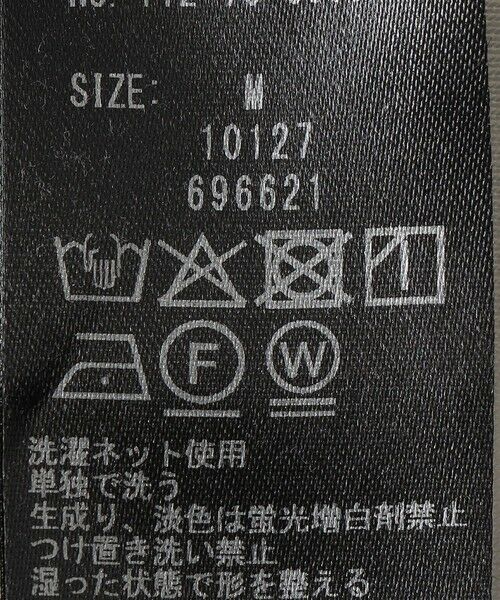 SIZE: M
10127
696621
F W
洗濯ネット使用
単独で洗う
生成り、淡色は蛍光増白剤禁止
つけ置き洗い禁止
湿った状態で形を整える